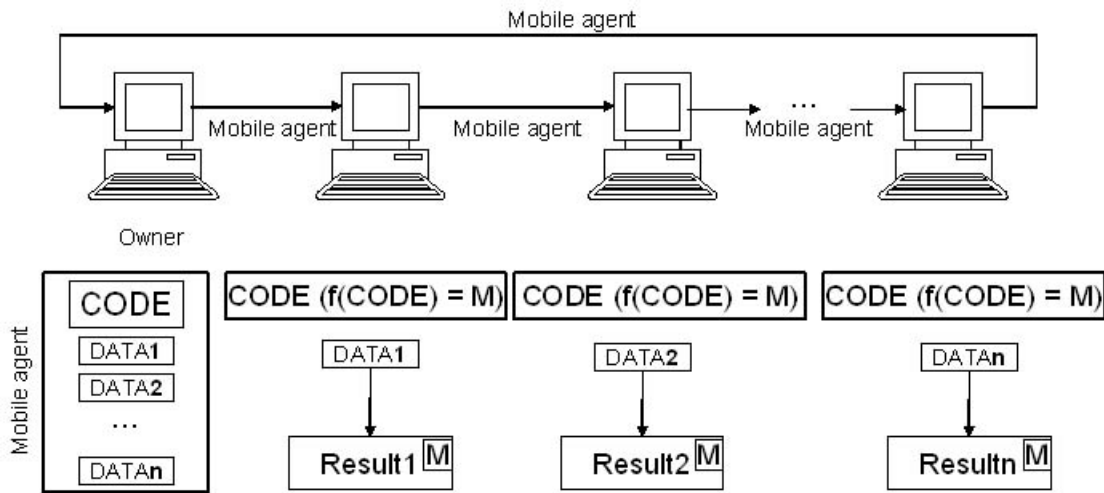 Mobile agent
Mobile agent
Mobile agent
...
Mobile agent
Owner
Mobile agent
CODE
DATA1
DATA2
...
DATAn
CODE (f(CODE) = M)
CODE (f(CODE) = M)
CODE (f(CODE) = M)
DATA1
DATA2
DATAn
Result1 M
Result2 M
Resultn M